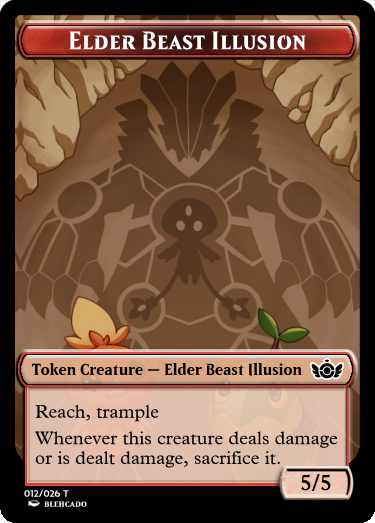 Elder Beast Illusion
Token Creature — Elder Beast Illusion
Reach, trample
Whenever this creature deals damage
or is dealt damage, sacrifice it.
5/5
012/026 T
BLEHCADO